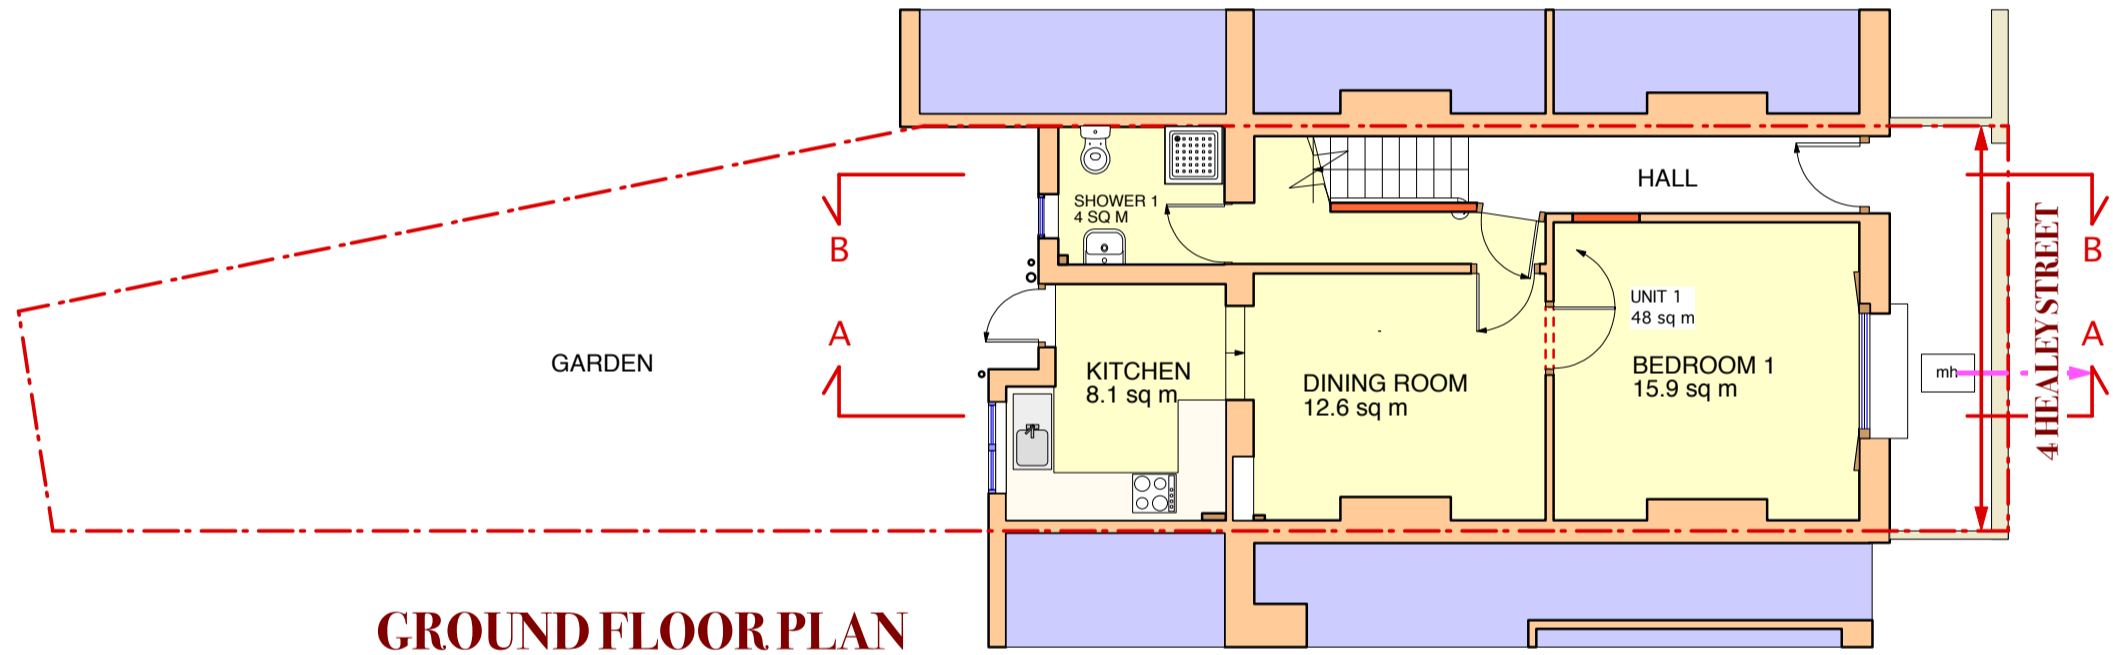 SHOWER 1
4 SQ M
HALL
B
B
UNIT 1
48 sq m
A
A
GARDEN
KITCHEN
8.1 sq m
DINING ROOM
12.6 sq m
BEDROOM 1
15.9 sq m
mh
4 HEALEY STREET
GROUND FLOOR PLAN